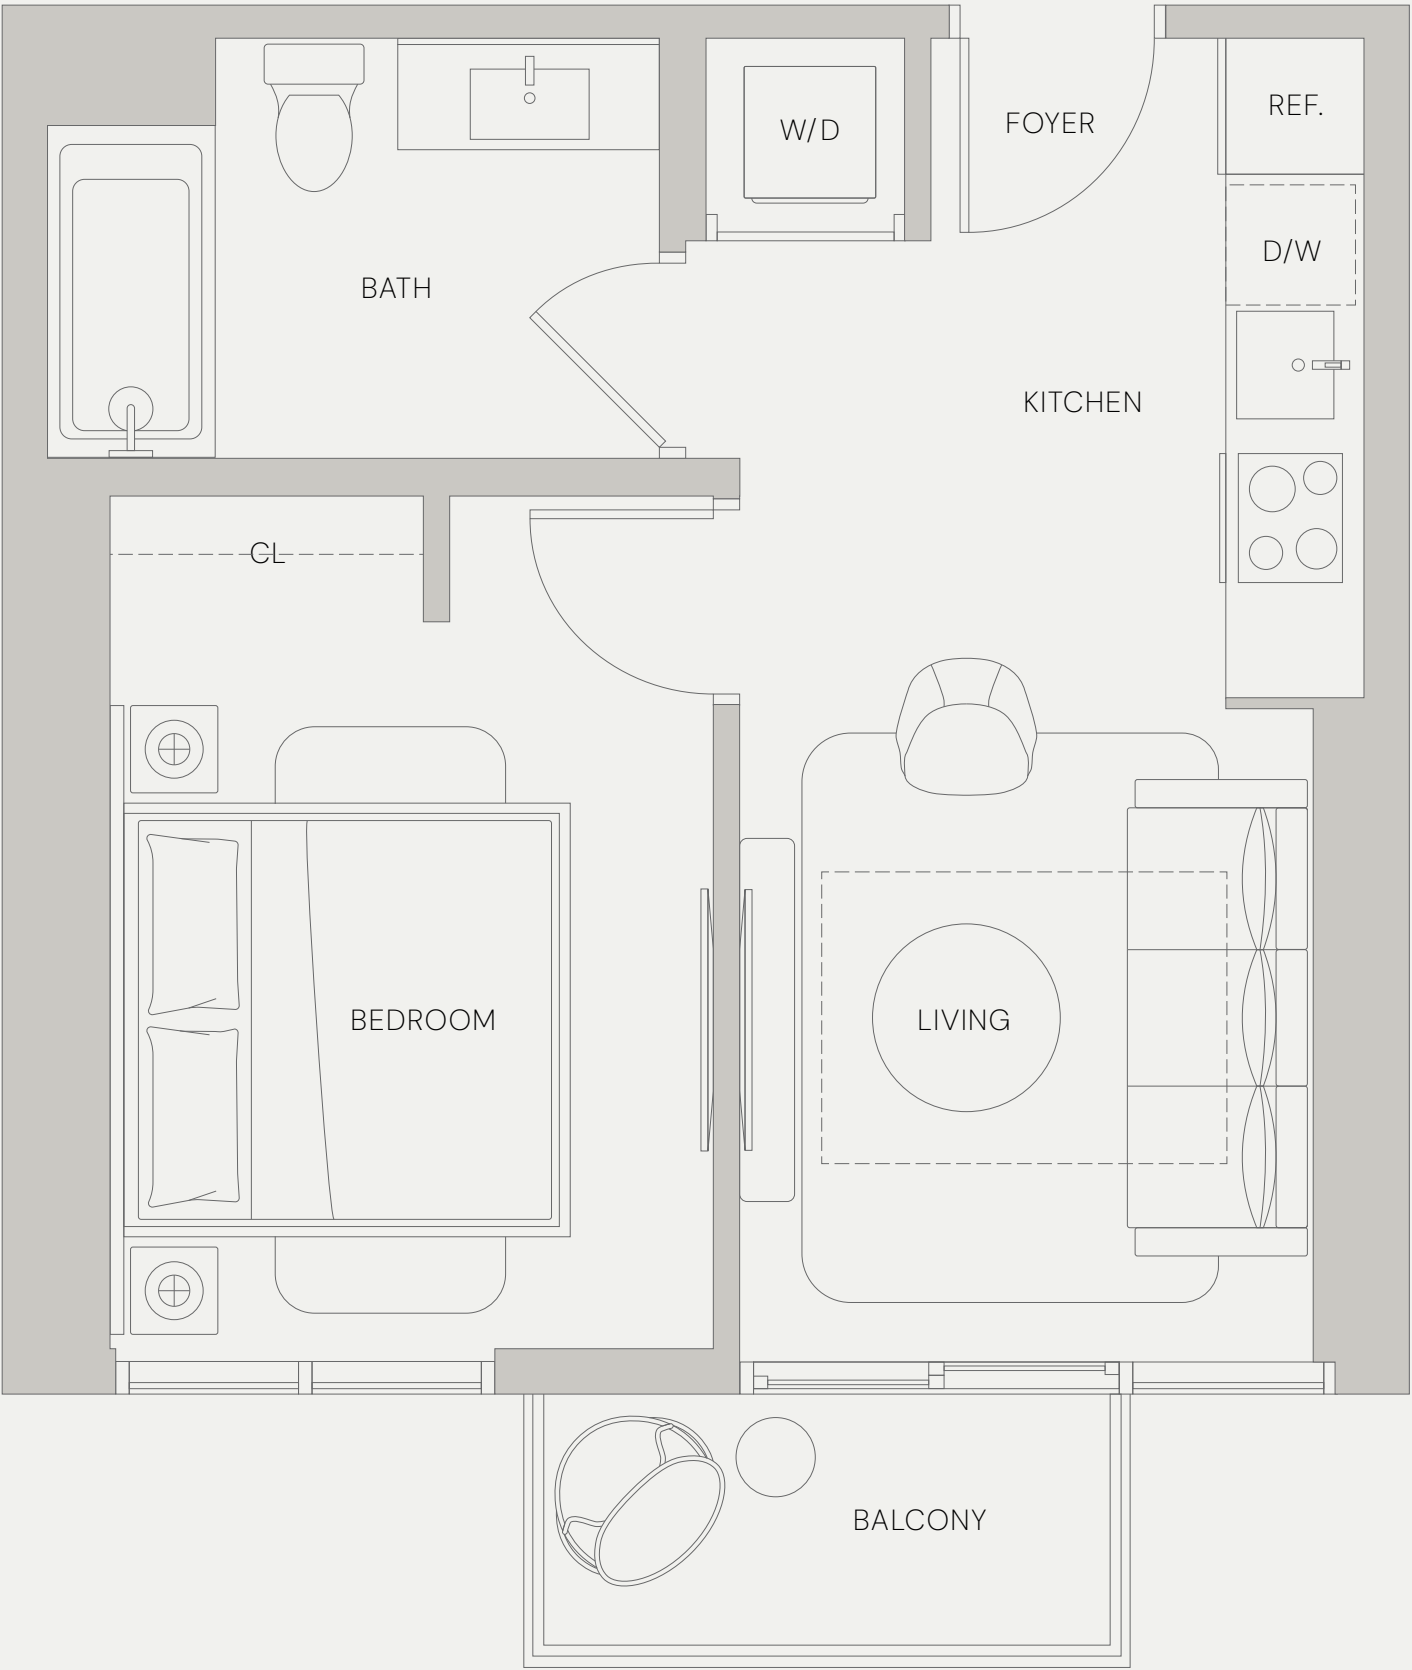 FOYER
REF.
W/D
D/W
BATH
KITCHEN
CL
BEDROOM
LIVING
BALCONY